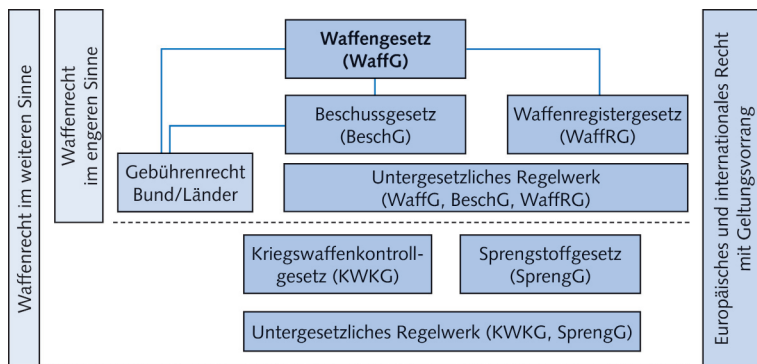 Waffenrecht im weiteren Sinne
Waffenrecht
im engeren Sinne
Waffengesetz
(WaffG)
Beschussgesetz
(BeschG)
Waffenregistergesetz
(WaffRG)
Gebührenrecht
Bund/Länder
Untergesetzliches Regelwerk
(WaffG, BeschG, WaffRG)
Kriegswaffenkontroll-
gesetz (KWKG)
Sprengstoffgesetz
(SprengG)
Untergesetzliches Regelwerk (KWKG, SprengG)
Europäisches und internationales Recht
mit Geltungsvorrang